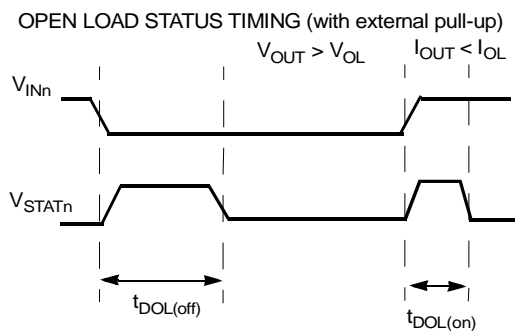 OPEN LOAD STATUS TIMING (with external pull-up)
VOUT > VOL
IOUT < IOL
VINn
VSTATn
tDOL(off)
tDOL(on)